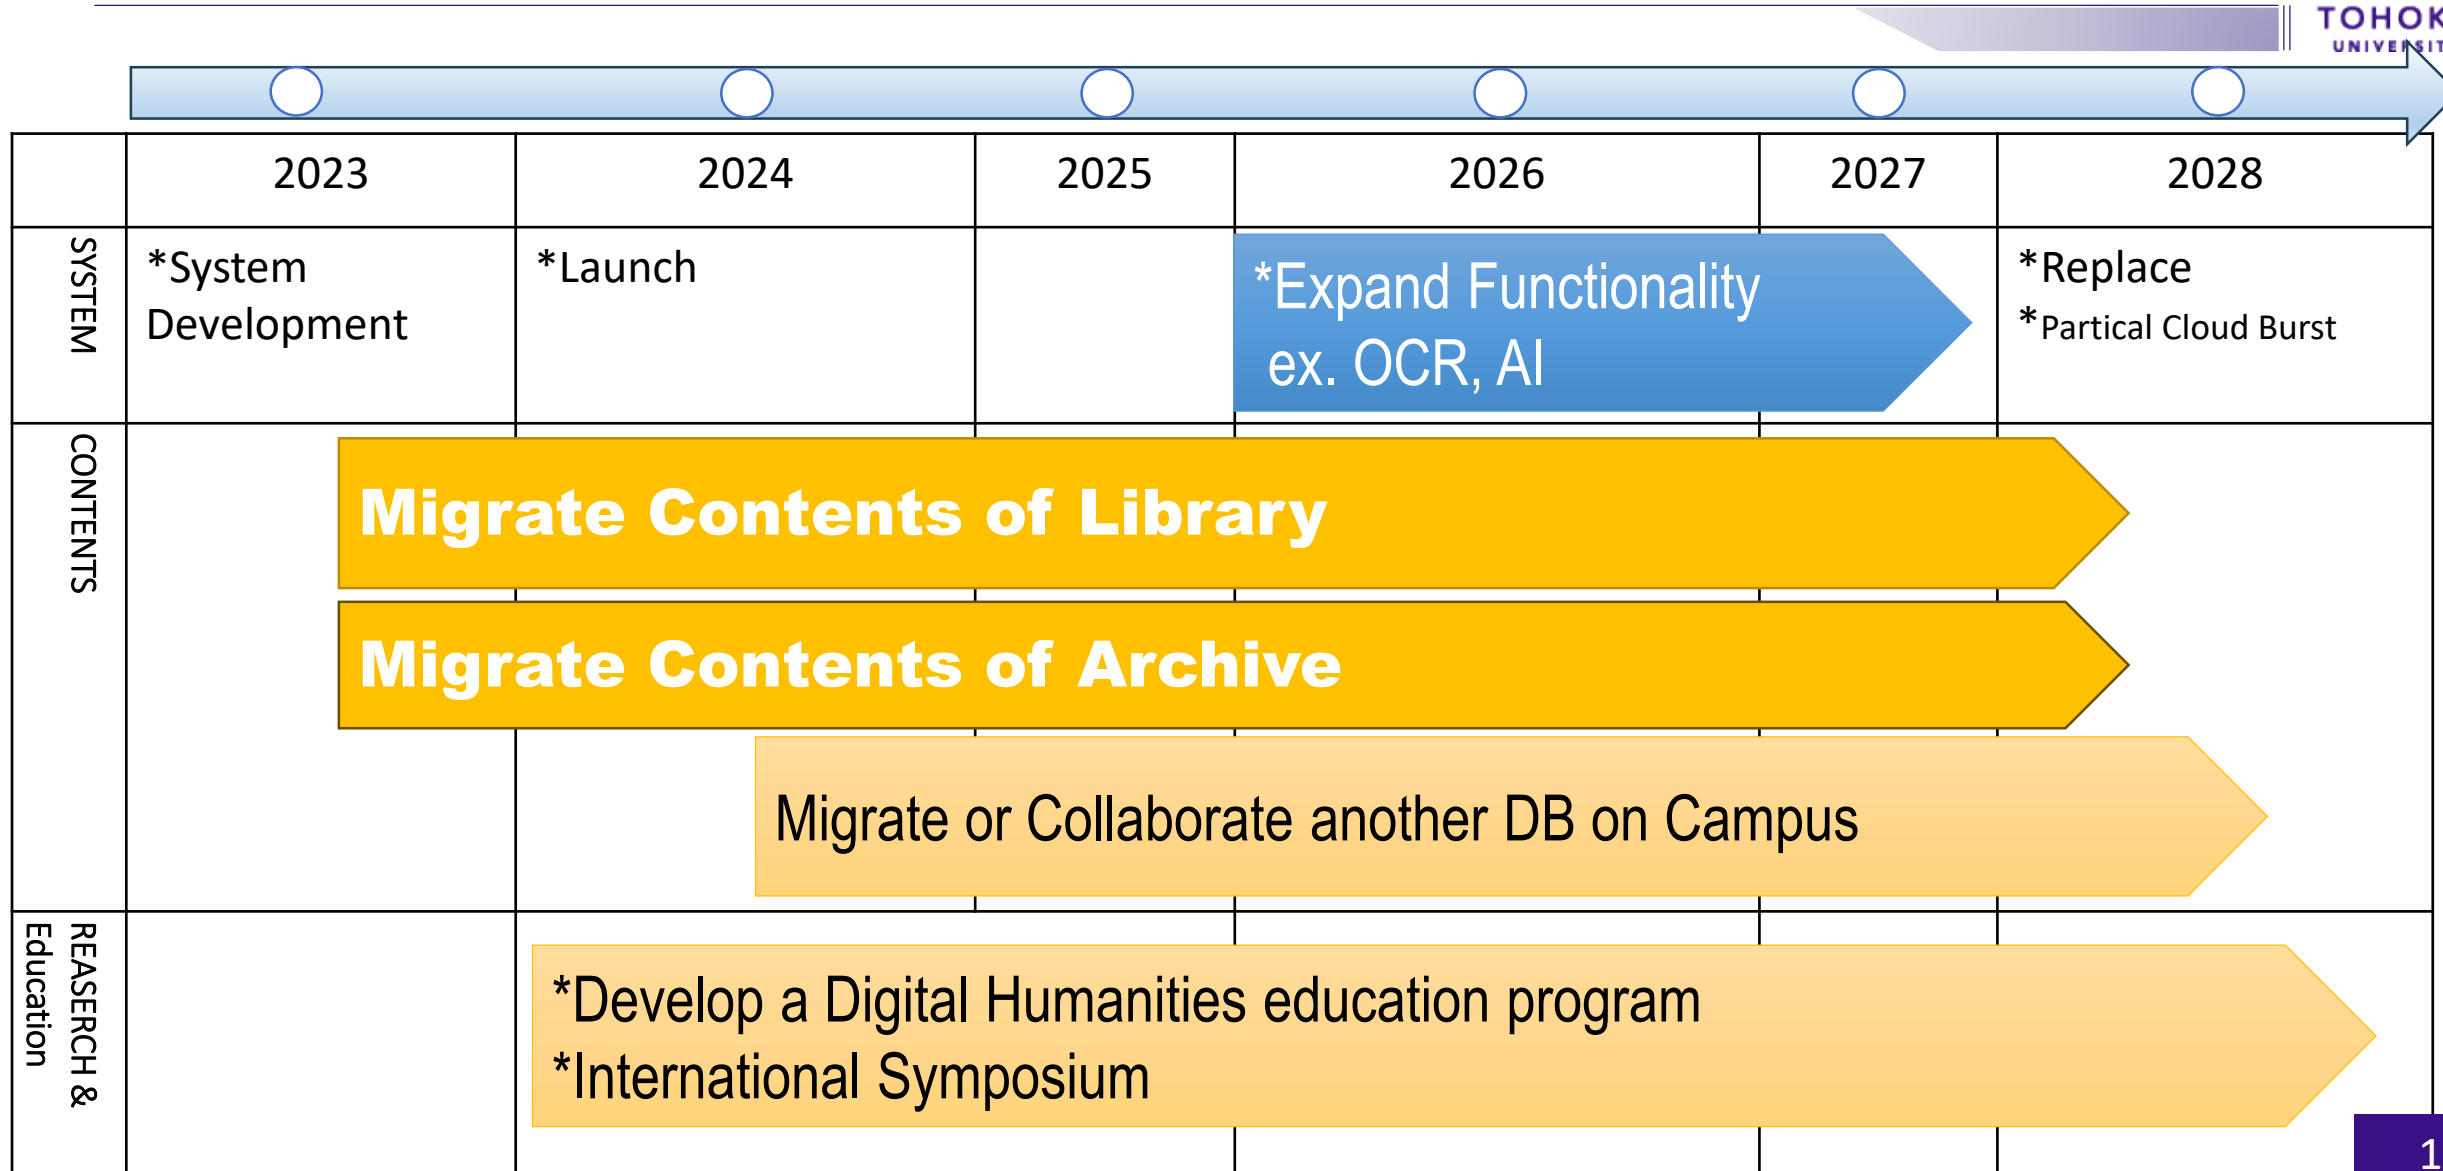 TOHOK
UNIVERSIT
2023
2024
2025
2026
2027
2028
SYSTEM
*System
Development
*Launch
*Expand Functionality
ex. OCR, AI
*Replace
*Partical Cloud Burst
CONTENTS
Migrate Contents of Library
Migrate Contents of Archive
Migrate or Collaborate another DB on Campus
REASERCH &
Education
*Develop a Digital Humanities education program
*International Symposium
1